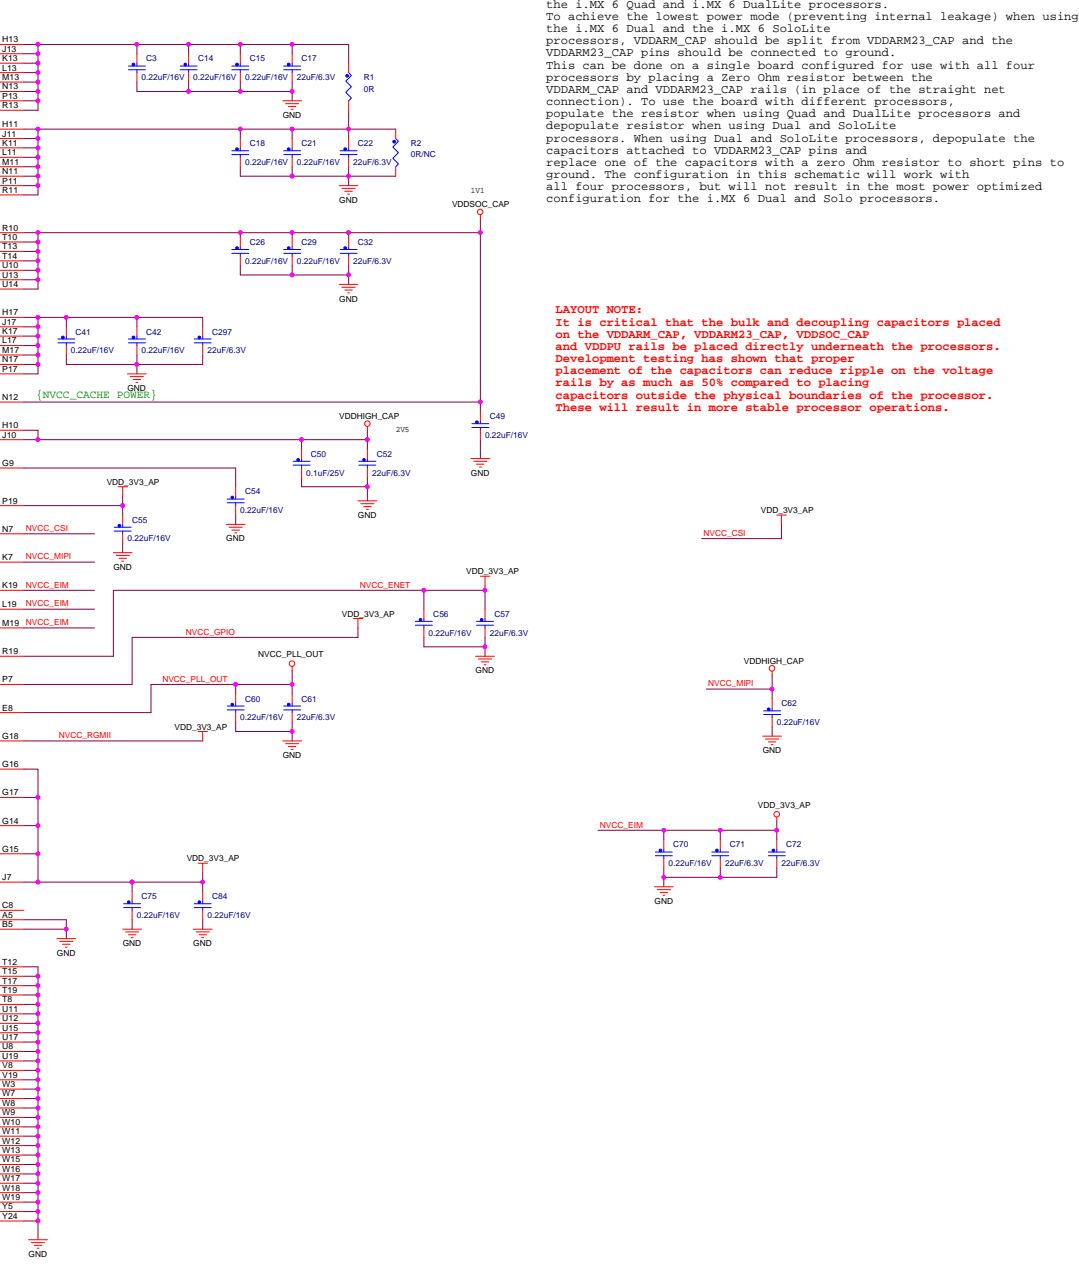 the i.MX 6 Quad and i.MX 6 DualLite processors.
To achieve the lowest power mode (preventing internal leakage) when using
the i.MX 6 Dual and the i.MX 6 SoloLite
processors, VDDARM_CAP should be split from VDDARM23_CAP and the
VDDARM23_CAP pins should be connected to ground.
This can be done on a single board configured for use with all four
processors by placing a Zero Ohm resistor between the
VDDARM_CAP and VDDARM23_CAP rails (in place of the straight net
connection). To use the board with different processors,
populate the resistor when using Quad and DualLite processors and
depopulate resistor when using Dual and SoloLite
processors. When using Dual and SoloLite processors, depopulate the
capacitors attached to VDDARM23_CAP pins and
replace one of the capacitors with a zero Ohm resistor to short pins to
ground. The configuration in this schematic will work with
all four processors, but will not result in the most power optimized
configuration for the i.MX 6 Dual and Solo processors.
H13
J13
K13
L13
M13
N13
P13
R13
C3
0.22uF/16V
C14
0.22uF/16V
C15
0.22uF/16V
C17
22uF/6.3V
R1
0R
GND
H11
J11
K11
L11
M11
N11
P11
R11
C18
0.22uF/16V
C21
0.22uF/16V
C22
22uF/6.3V
R2
0R/NC
GND
1V1
VDDSOC_CAP
R10
T10
T13
T14
U10
U13
U14
C26
0.22uF/16V
C29
0.22uF/16V
C32
22uF/6.3V
GND
H17
J17
K17
L17
M17
N17
P17
C41
0.22uF/16V
C42
0.22uF/16V
C297
22uF/6.3V
GND
LAYOUT NOTE:
It is critical that the bulk and decoupling capacitors placed
on the VDDARM_CAP, VDDARM23_CAP, VDDSOC_CAP
and VDDPU rails be placed directly underneath the processors.
Development testing has shown that proper
placement of the capacitors can reduce ripple on the voltage
rails by as much as 50% compared to placing
capacitors outside the physical boundaries of the processor.
These will result in more stable processor operations.
N12
{NVCC_CACHE POWER}
C49
0.22uF/16V
GND
H10
J10
VDDHIGH_CAP
2V5
C50
0.1uF/25V
C52
22uF/6.3V
GND
G9
C54
0.22uF/16V
GND
P19
VDD_3V3_AP
C55
0.22uF/16V
GND
N7
NVCC_CSI
K7
NVCC_MIPI
K19
NVCC_EIM
L19
NVCC_EIM
M19
NVCC_EIM
VDD_3V3_AP
NVCC_CSI
R19
NVCC_ENET
VDD_3V3_AP
C56
0.22uF/16V
C57
22uF/6.3V
GND
P7
NVCC_GPIO
VDD_3V3_AP
E8
NVCC_PLL_OUT
NVCC_PLL_OUT
C60
0.22uF/16V
C61
22uF/6.3V
GND
G18
NVCC_RGMII
VDD_3V3_AP
VDDHIGH_CAP
NVCC_MIPI
C62
0.22uF/16V
GND
G16
G17
G14
G15
J7
VDD_3V3_AP
C75
0.22uF/16V
GND
C84
0.22uF/16V
GND
VDD_3V3_AP
NVCC_EIM
C70
0.22uF/16V
C71
22uF/6.3V
C72
22uF/6.3V
GND
C8
A5
B5
GND
T12
T15
T17
T19
T8
U11
U12
U15
U17
U8
U19
V8
V19
W3
W7
W8
W9
W10
W11
W12
W13
W15
W16
W17
W18
W19
Y5
Y24
GND